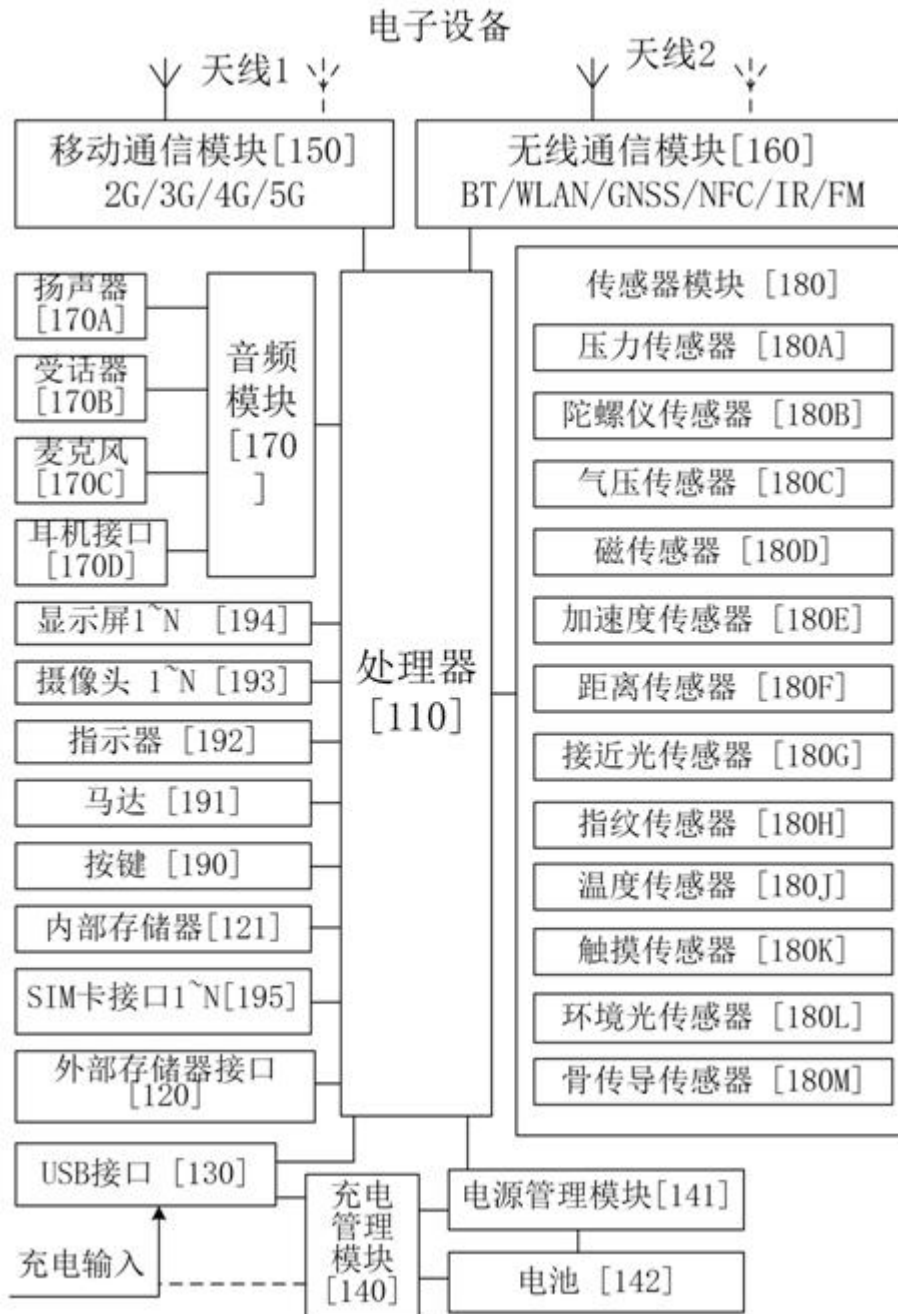 电子设备
天线1
天线2
移动通信模块[150]
2G/3G/4G/5G
无线通信模块[160]
BT/WLAN/GNSS/NFC/IR/FM
扬声器
[170A]
受话器
[170B]
麦克风
[170C]
耳机接口
[170D]
音频
模块
[170
]
显示屏1~N [194]
摄像头 1~N [193]
指示器 [192]
马达 [191]
按键 [190]
内部存储器[121]
SIM卡接口1~N[195]
外部存储器接口
[120]
处理器
[110]
传感器模块 [180]
压力传感器 [180A]
陀螺仪传感器 [180B]
气压传感器 [180C]
磁传感器 [180D]
加速度传感器 [180E]
距离传感器 [180F]
接近光传感器 [180G]
指纹传感器 [180H]
温度传感器 [180J]
触摸传感器 [180K]
环境光传感器 [180L]
骨传导传感器 [180M]
USB接口 [130]
充电输入
充电
管理
模块
[140]
电源管理模块[141]
电池 [142]